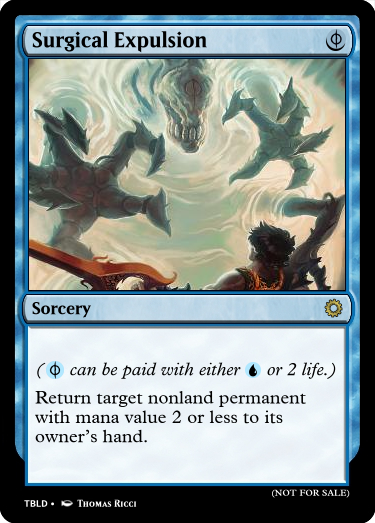 Surgical Expulsion
Sorcery
( can be paid with either or 2 life.)
Return target nonland permanent
with mana value 2 or less to its
owner's hand.
(NOT FOR SALE)
TBLD • Thomas Ricci